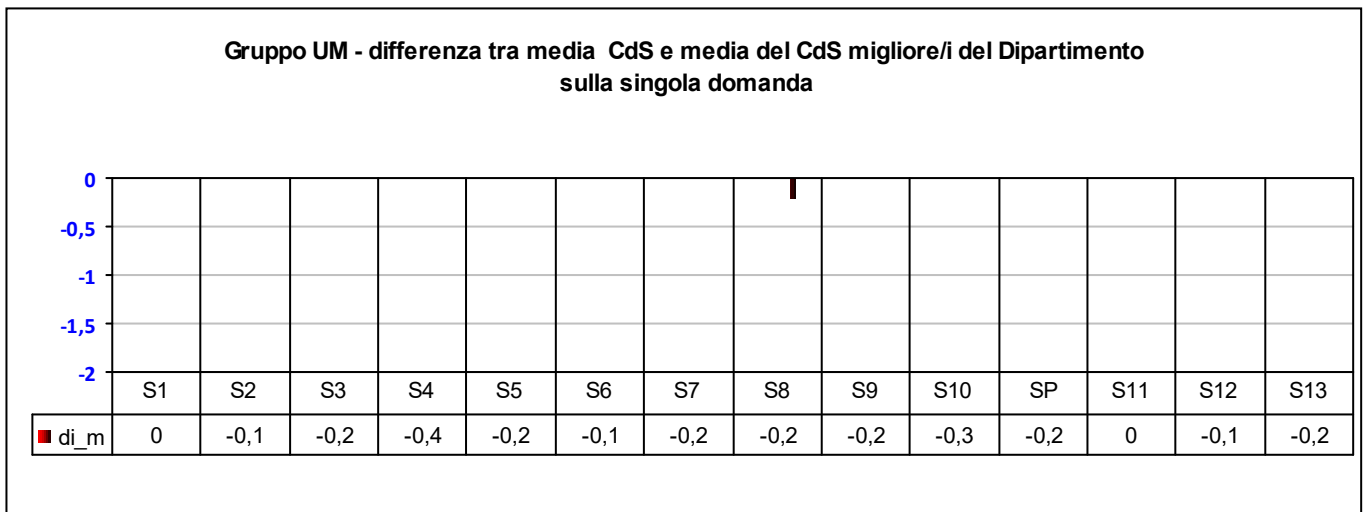 Gruppo UM - differenza tra media CdS e media del CdS migliore/i del Dipartimento
sulla singola domanda
0
-0,5
-1
-1,5
-2
S1 S2 S3 S4 S5 S6 S7 S8 S9 S10 SP S11 S12 S13
di_m 0 -0,1 -0,2 -0,4 -0,2 -0,1 -0,2 -0,2 -0,2 -0,3 -0,2 0 -0,1 -0,2